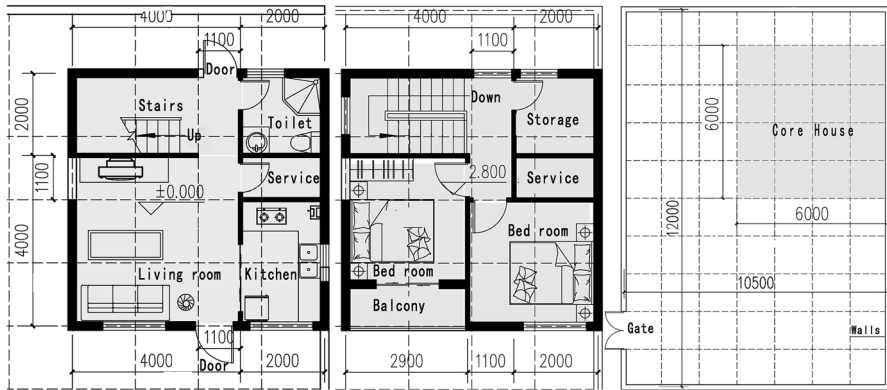 4000
2000
1100
Door
Stairs
Up
Toilet
2000
1100
Service
±0.000
4000
Living room
Kitchen
1100
Door
4000
2000
4000
2000
1100
Down
Storage
2.800
Service
Bed room
Bed room
Balcony
2900
1100
2000
6000
Core House
6000
12000
10500
Gate
Walls